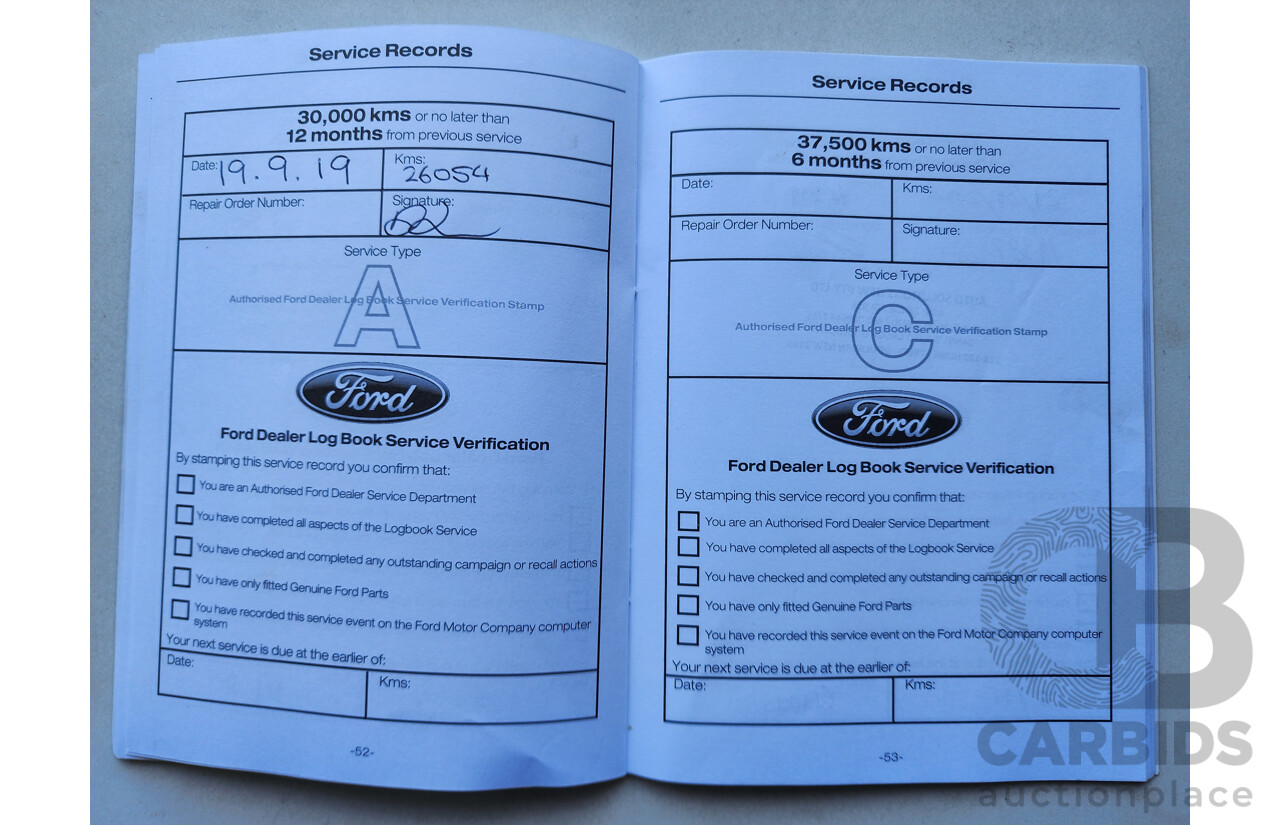 Service Records
30,000 kms or no later than
12 months from previous service
Date: 19.9.19
Kms: 26054
Repair Order Number:
Signature:
Service Type
A
Authorised Ford Dealer Log Book Service Verification Stamp
Ford
Ford Dealer Log Book Service Verification
By stamping this service record you confirm that:
You are an Authorised Ford Dealer Service Department
You have completed all aspects of the Logbook Service
You have checked and completed any outstanding campaign or recall actions
You have only fitted Genuine Ford Parts
You have recorded this service event on the Ford Motor Company computer
system
Your next service is due at the earlier of:
Date:
Kms:
-52-
Service Records
37,500 kms or no later than
6 months from previous service
Date:
Kms:
Repair Order Number:
Signature:
Service Type
C
Authorised Ford Dealer Log Book Service Verification Stamp
Ford
Ford Dealer Log Book Service Verification
By stamping this service record you confirm that:
You are an Authorised Ford Dealer Service Department
You have completed all aspects of the Logbook Service
You have checked and completed any outstanding campaign or recall actions
You have only fitted Genuine Ford Parts
You have recorded this service event on the Ford Motor Company computer
system
Your next service is due at the earlier of:
Date:
Kms:
-53-
CB
CARBIDS
auctionplace